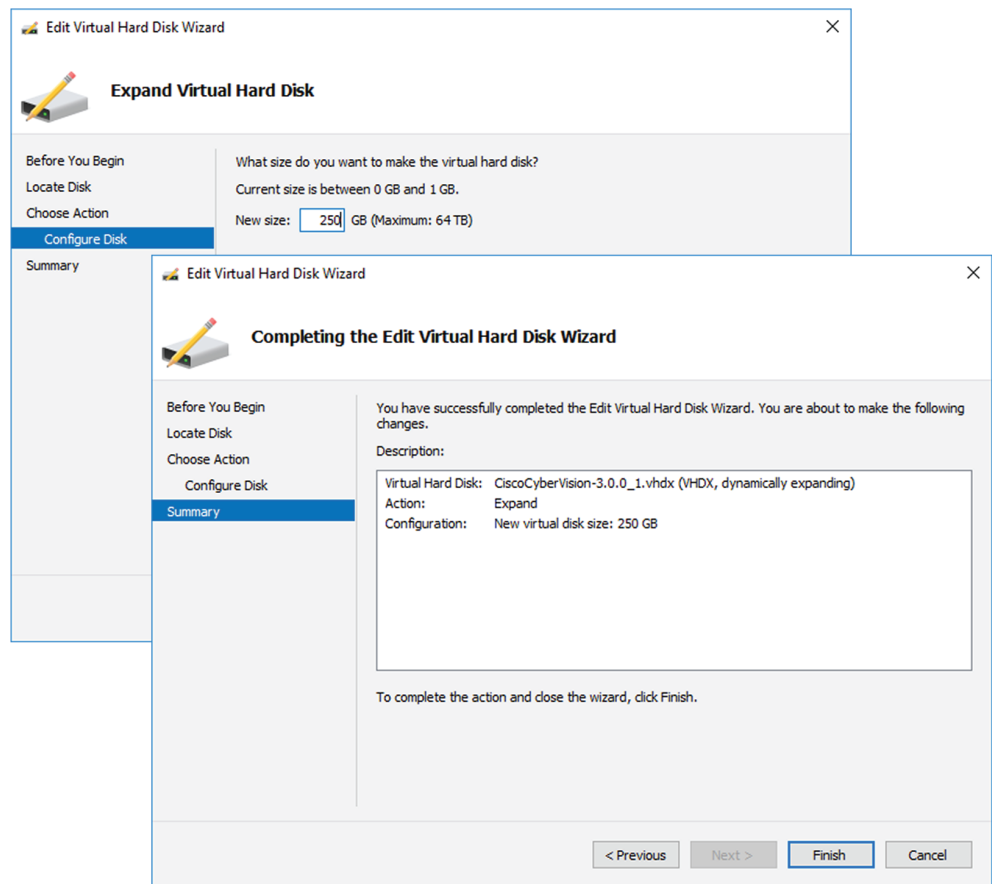 Edit Virtual Hard Disk Wizard
Expand Virtual Hard Disk
Before You Begin
Locate Disk
Choose Action
Configure Disk
Summary
What size do you want to make the virtual hard disk?
Current size is between 0 GB and 1 GB.
New size: 250 GB (Maximum: 64 TB)
Edit Virtual Hard Disk Wizard
Completing the Edit Virtual Hard Disk Wizard
Before You Begin
Locate Disk
Choose Action
Configure Disk
Summary
You have successfully completed the Edit Virtual Hard Disk Wizard. You are about to make the following
changes.
Description:
Virtual Hard Disk: CiscoCyberVision-3.0.0_1.vhdx (VHDX, dynamically expanding)
Action: Expand
Configuration: New virtual disk size: 250 GB
To complete the action and close the wizard, click Finish.
< Previous Next > Finish Cancel